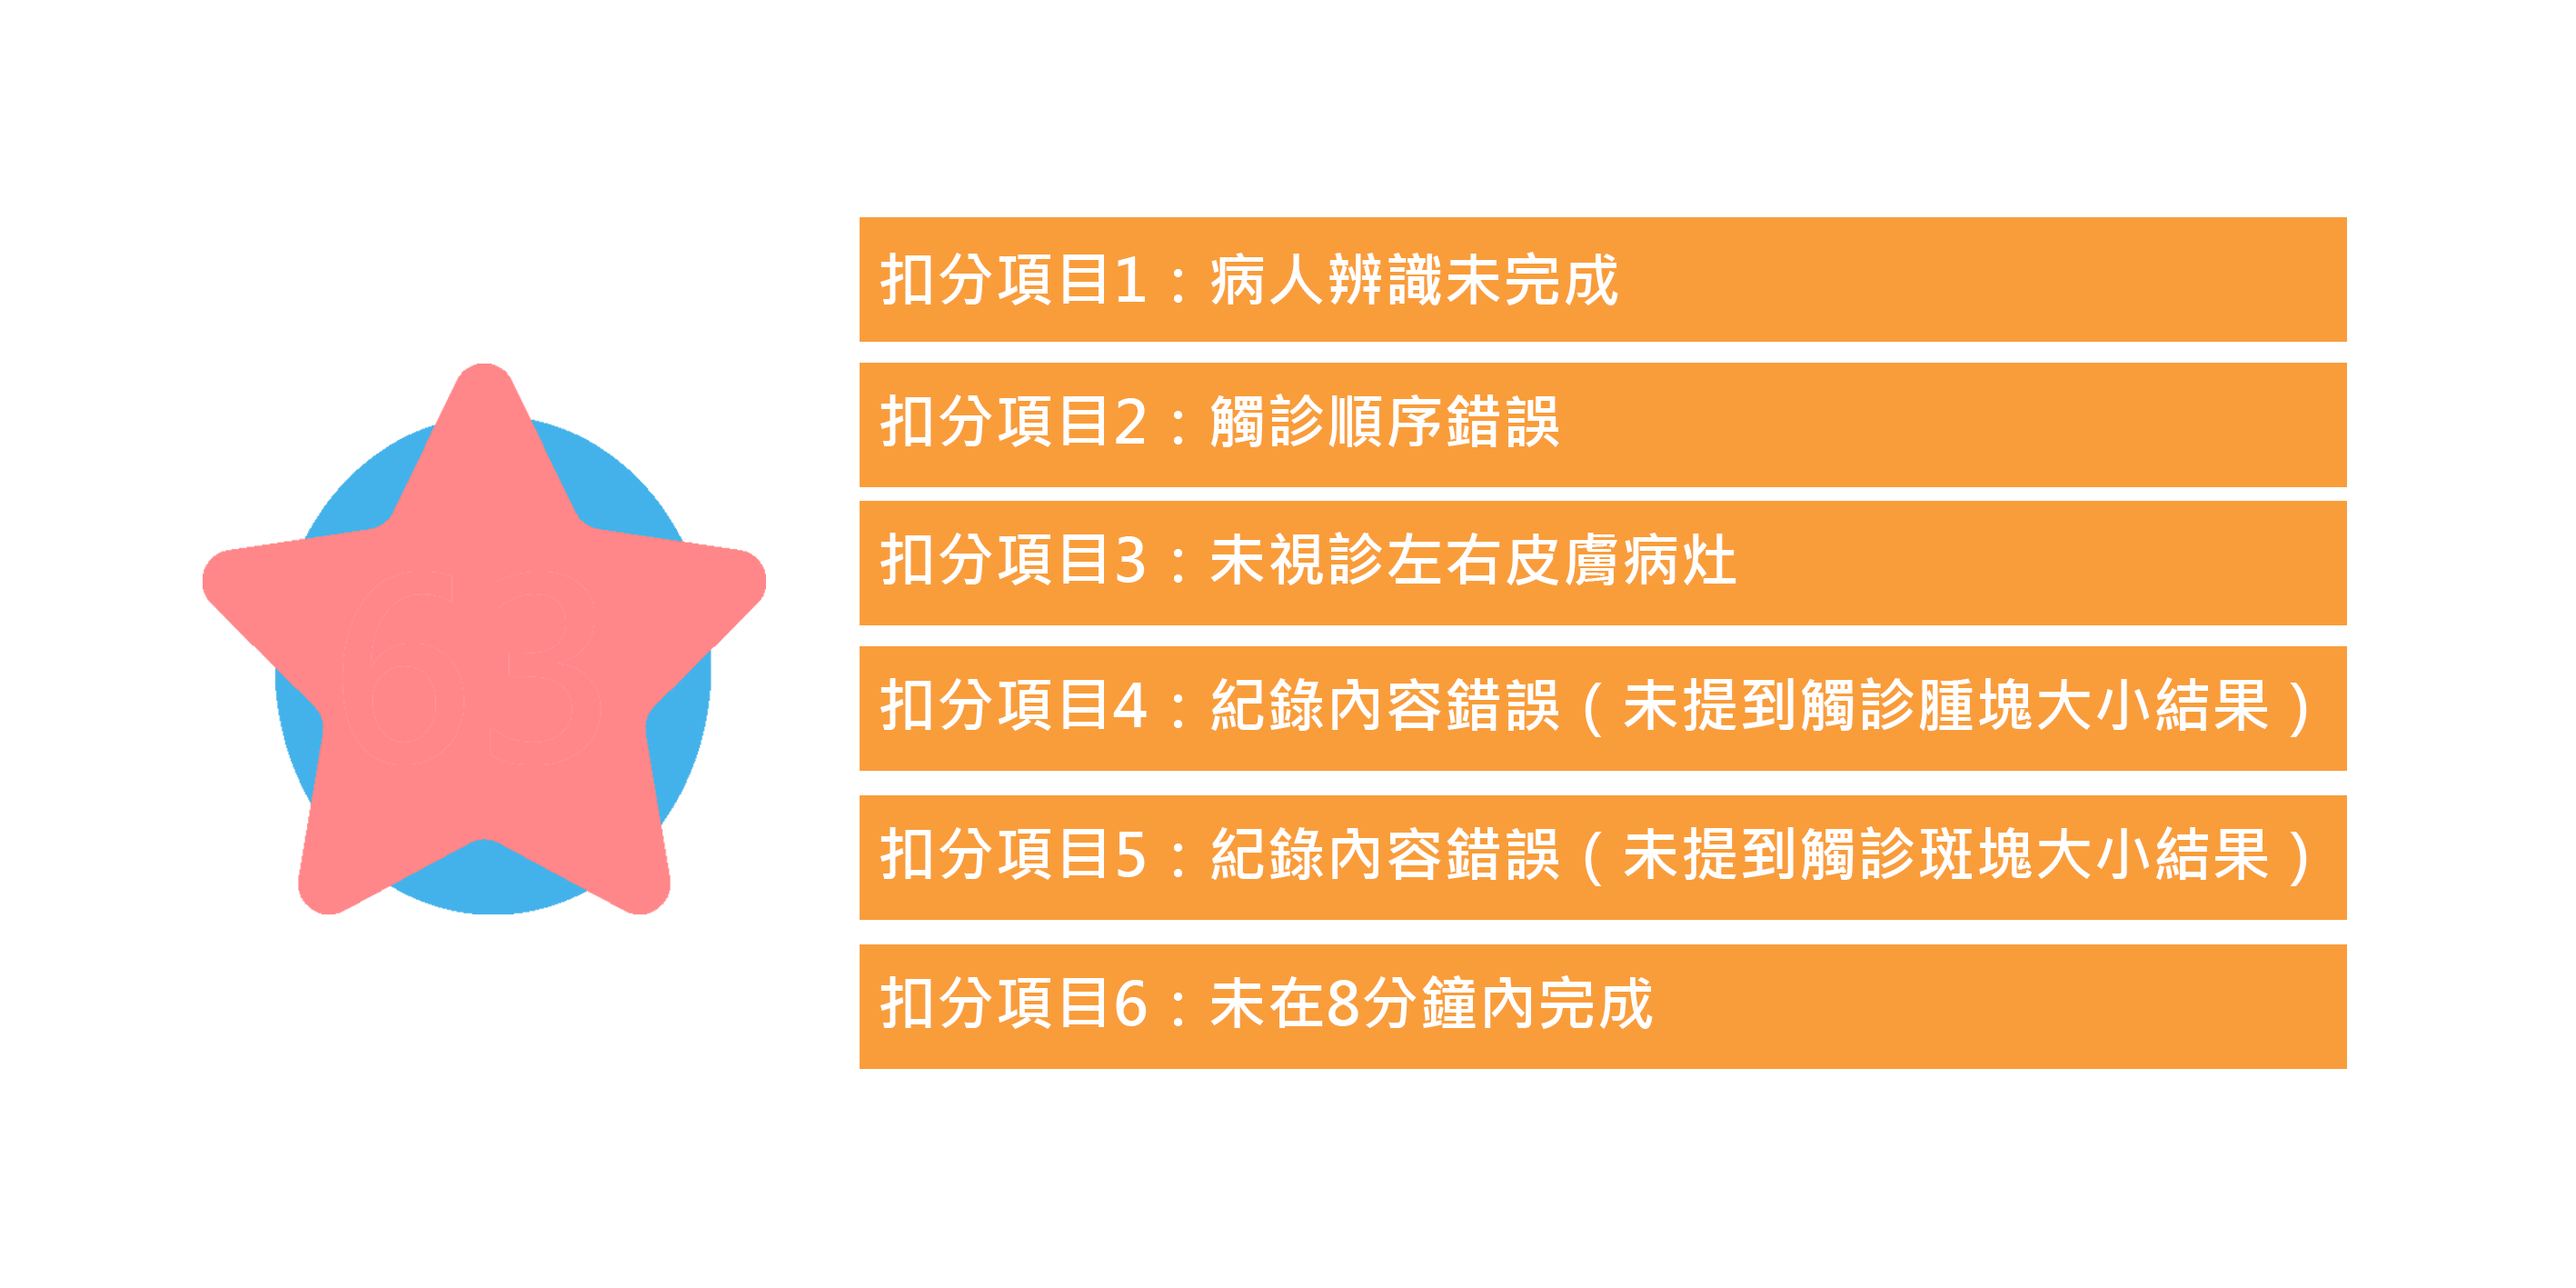 63
扣分項目1：病人辨識未完成
扣分項目2：觸診順序錯誤
扣分項目3：未視診左右皮膚病灶
扣分項目4：紀錄內容錯誤（未提到觸診腫塊大小結果）
扣分項目5：紀錄內容錯誤（未提到觸診斑塊大小結果）
扣分項目6：未在8分鐘內完成